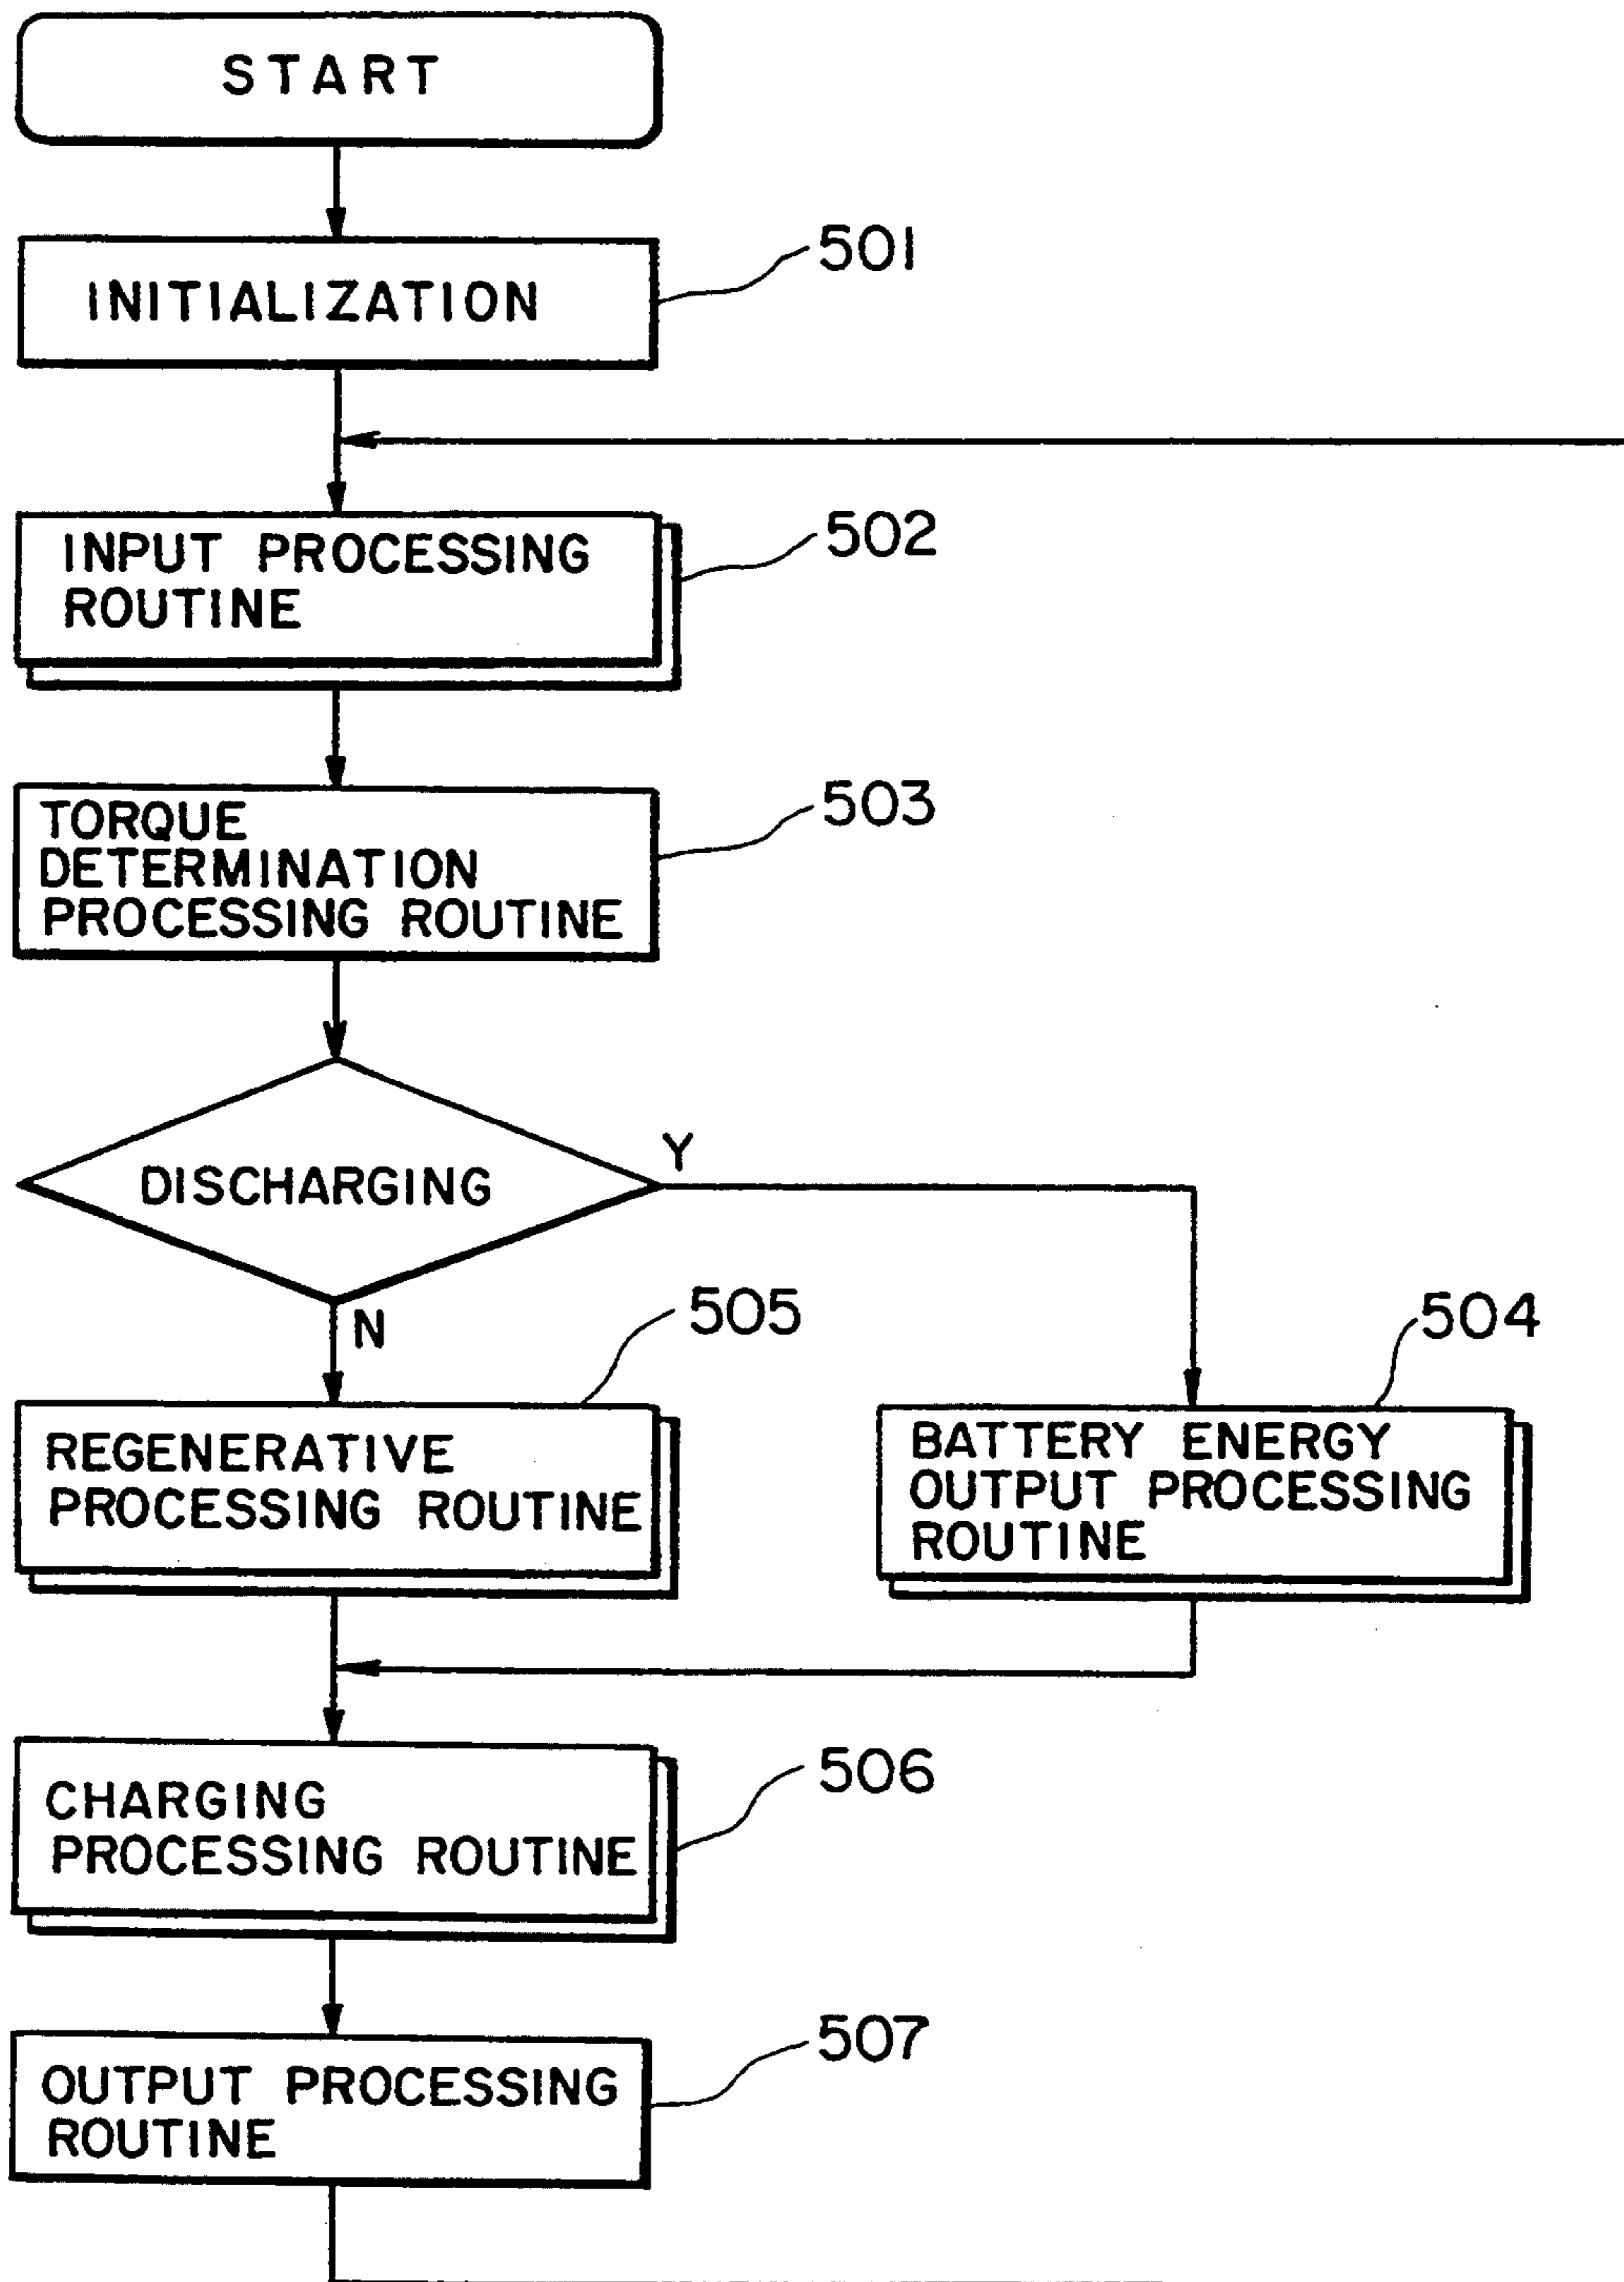 START
INITIALIZATION
501
INPUT PROCESSING
ROUTINE
502
TORQUE
DETERMINATION
PROCESSING ROUTINE
503
DISCHARGING
Y
N
505
REGENERATIVE
PROCESSING ROUTINE
504
BATTERY ENERGY
OUTPUT PROCESSING
ROUTINE
CHARGING
PROCESSING ROUTINE
506
OUTPUT PROCESSING
ROUTINE
507